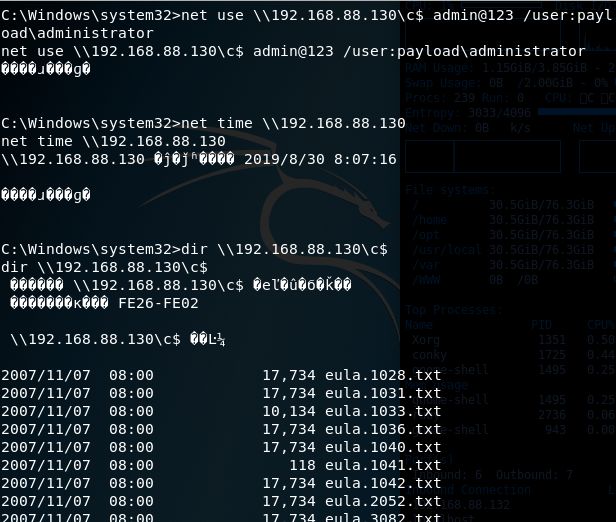 C:\Windows\system32>net use \\192.168.88.130\c$ admin@123 /user:payl
oad\administrator
net use \\192.168.88.130\c$ admin@123 /user:payload\administrator
C:\Windows\system32>net time \\192.168.88.130
net time \\192.168.88.130
\\192.168.88.130 2019/8/30 8:07:16
C:\Windows\system32>dir \\192.168.88.130\c$
dir \\192.168.88.130\c$
\\192.168.88.130\c$
FE26-FE02
\\192.168.88.130\c$
2007/11/07 08:00 17,734 eula.1028.txt
2007/11/07 08:00 17,734 eula.1031.txt
2007/11/07 08:00 10,134 eula.1033.txt
2007/11/07 08:00 17,734 eula.1036.txt
2007/11/07 08:00 17,734 eula.1040.txt
2007/11/07 08:00 118 eula.1041.txt
2007/11/07 08:00 17,734 eula.1042.txt
2007/11/07 08:00 17,734 eula.2052.txt
2007/11/07 08:00 17,734 eula.3082.txt
RAM Usage: 1.15GiB/3.85GiB - 2
Swap Usage: 0B /2.00GiB - 0%
Procs: 239 Run: 0 CPU:
Entropy: 3033/4096
Net Down: 0B k/s Net Us
File systems:
/ 30.5GiB/76.3GiB
/home 30.5GiB/76.3GiB
/opt 30.5GiB/76.3GiB
/usr/local 30.5GiB/76.3GiB
/var 30.5GiB/76.3GiB
/WWW 0B /0B
Top Processes:
Name PID CPU
Xorg 1351 0.50
conky 1725 0.44
e-shell 1495 0.25
e-shell 1495 0.25
2736 0.06
e-shell 943 0.00
ound: 6 Outbound: 7
d Connection
68.88.132